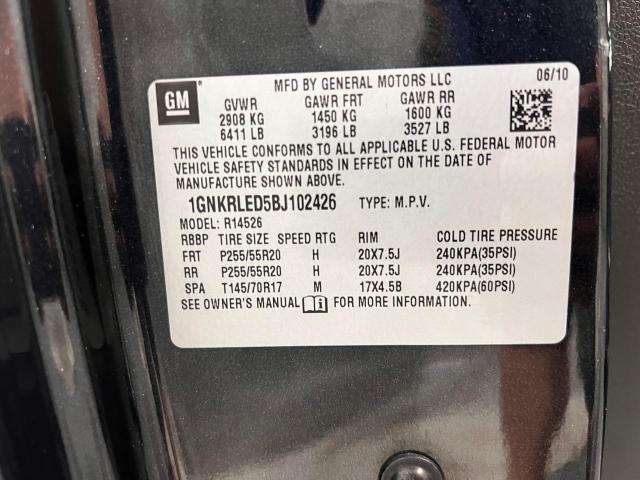 MFD BY GENERAL MOTORS LLC 06/10
GM GVWR GAWR FRT GAWR RR
2908 KG 1450 KG 1600 KG
6411 LB 3196 LB 3527 LB
THIS VEHICLE CONFORMS TO ALL APPLICABLE U.S. FEDERAL MOTOR
VEHICLE SAFETY STANDARDS IN EFFECT ON THE DATE OF
MANUFACTURE SHOWN ABOVE.
1GNKRLED5BJ102426 TYPE: M.P.V.
MODEL: R14526
RBBP TIRE SIZE SPEED RTG RIM COLD TIRE PRESSURE
FRT P255/55R20 H 20X7.5J 240KPA(35PSI)
RR P255/55R20 H 20X7.5J 240KPA(35PSI)
SPA T145/70R17 M 17X4.5B 420KPA(60PSI)
SEE OWNER'S MANUAL FOR MORE INFORMATION.